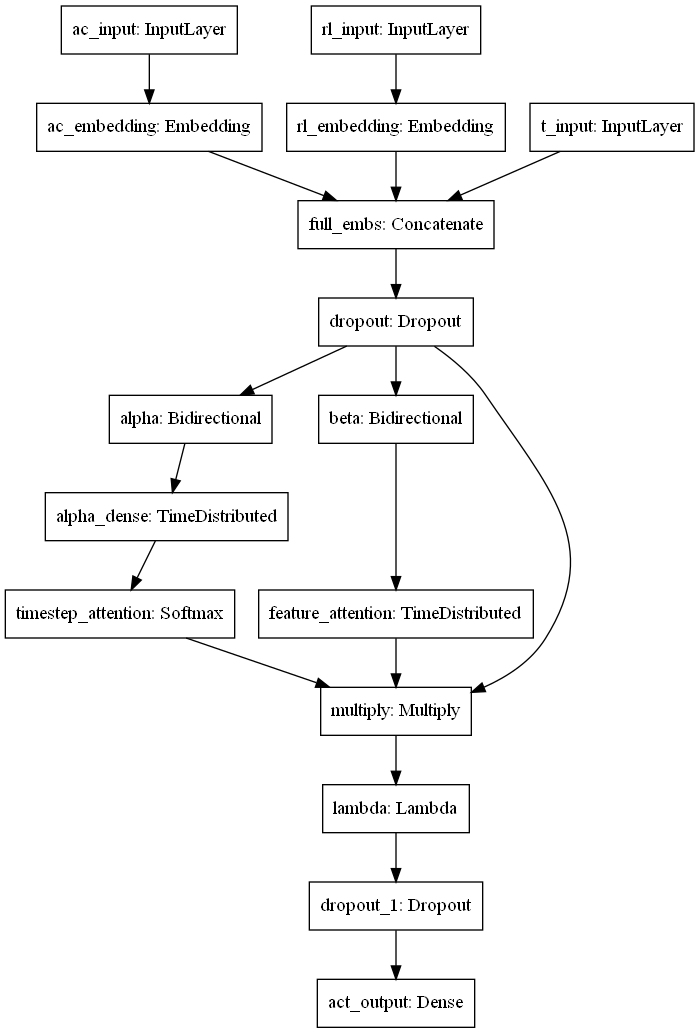 ac_input: InputLayer
rl_input: InputLayer
ac_embedding: Embedding
rl_embedding: Embedding
t_input: InputLayer
full_embs: Concatenate
dropout: Dropout
alpha: Bidirectional
beta: Bidirectional
alpha_dense: TimeDistributed
timestep_attention: Softmax
feature_attention: TimeDistributed
multiply: Multiply
lambda: Lambda
dropout_1: Dropout
act_output: Dense